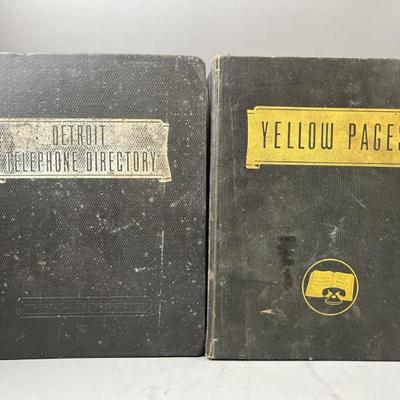 DETROIT
TELEPHONE DIRECTORY
YELLOW PAGES